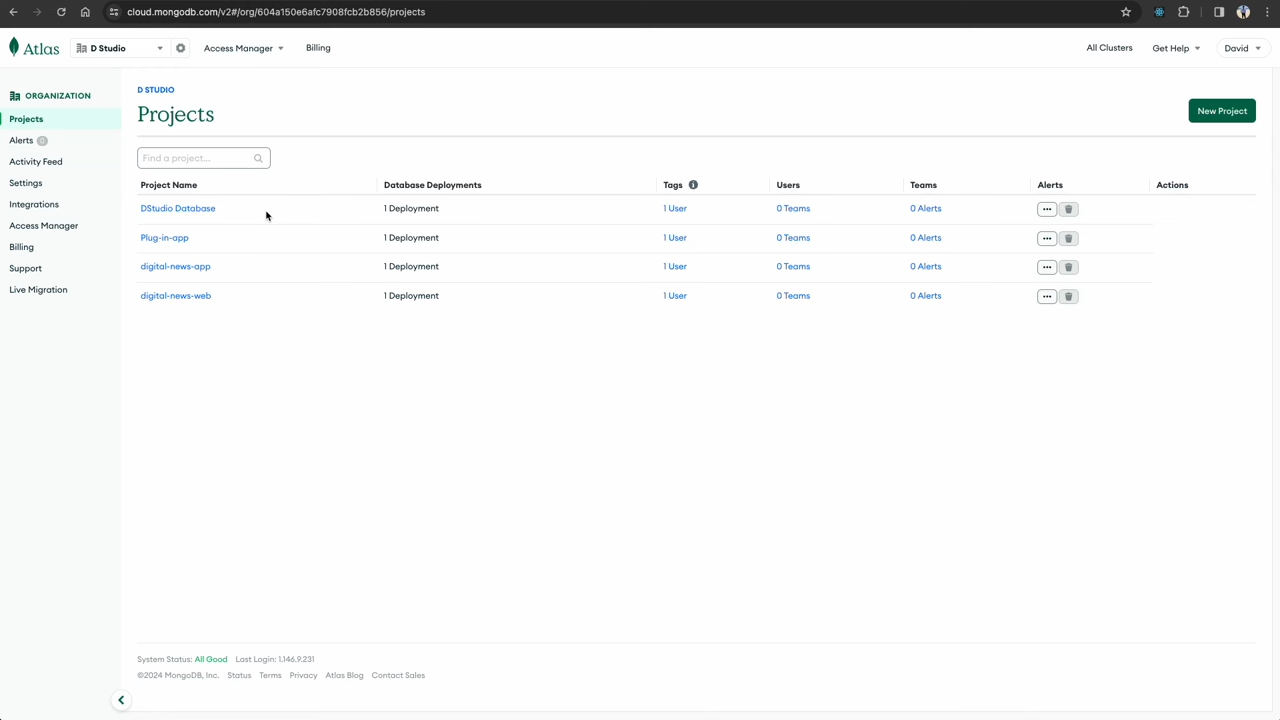 cloud.mongodb.com/v2#/org/604a150e6afc7908fcb2b856/projects
Atlas D Studio Access Manager Billing All Clusters Get Help David
ORGANIZATION
Projects
Alerts 0
Activity Feed
Settings
Integrations
Access Manager
Billing
Support
Live Migration
D STUDIO
Projects
New Project
Find a project...
Project Name Database Deployments Tags Users Teams Alerts Actions
DStudio Database 1 Deployment 1 User 0 Teams 0 Alerts
Plug-in-app 1 Deployment 1 User 0 Teams 0 Alerts
digital-news-app 1 Deployment 1 User 0 Teams 0 Alerts
digital-news-web 1 Deployment 1 User 0 Teams 0 Alerts
System Status: All Good Last Login: 1.146.9.231
©2024 MongoDB, Inc. Status Terms Privacy Atlas Blog Contact Sales